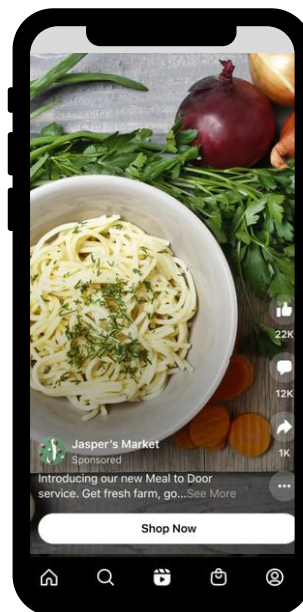 22K
12K
Jasper's Market
Sponsored
1K
Introducing our new Meal to Door
service. Get fresh farm, go...See More
Shop Now